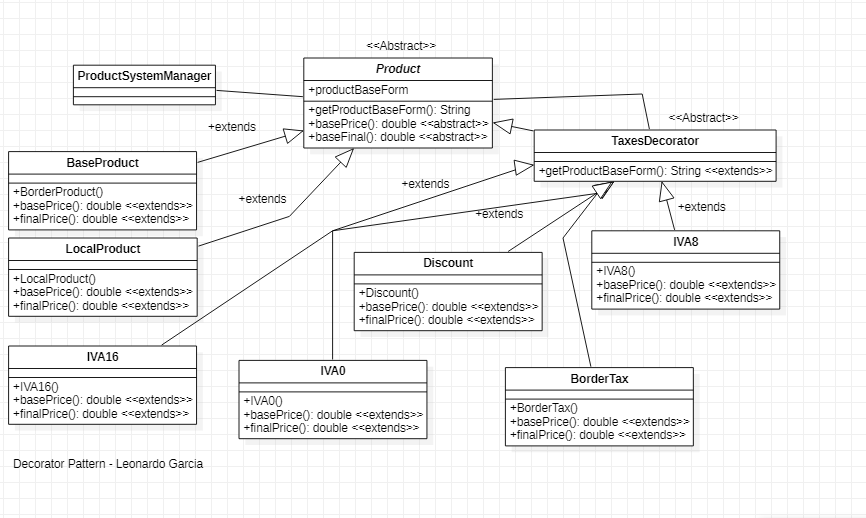 <<Abstract>>
ProductSystemManager
Product
+productBaseForm
+getProductBaseForm(): String
+basePrice(): double <<abstract>>
+baseFinal(): double <<abstract>>
<<Abstract>>
TaxesDecorator
+getProductBaseForm(): String <<extends>>
+extends
BaseProduct
+BorderProduct()
+basePrice(): double <<extends>>
+finalPrice(): double <<extends>>
+extends
+extends
+extends
+extends
LocalProduct
+LocalProduct()
+basePrice(): double <<extends>>
+finalPrice(): double <<extends>>
Discount
+Discount()
+basePrice(): double <<extends>>
+finalPrice(): double <<extends>>
IVA8
+IVA8()
+basePrice(): double <<extends>>
+finalPrice(): double <<extends>>
IVA16
+IVA16()
+basePrice(): double <<extends>>
+finalPrice(): double <<extends>>
IVA0
+IVA0()
+basePrice(): double <<extends>>
+finalPrice(): double <<extends>>
BorderTax
+BorderTax()
+basePrice(): double <<extends>>
+finalPrice(): double <<extends>>
Decorator Pattern - Leonardo Garcia